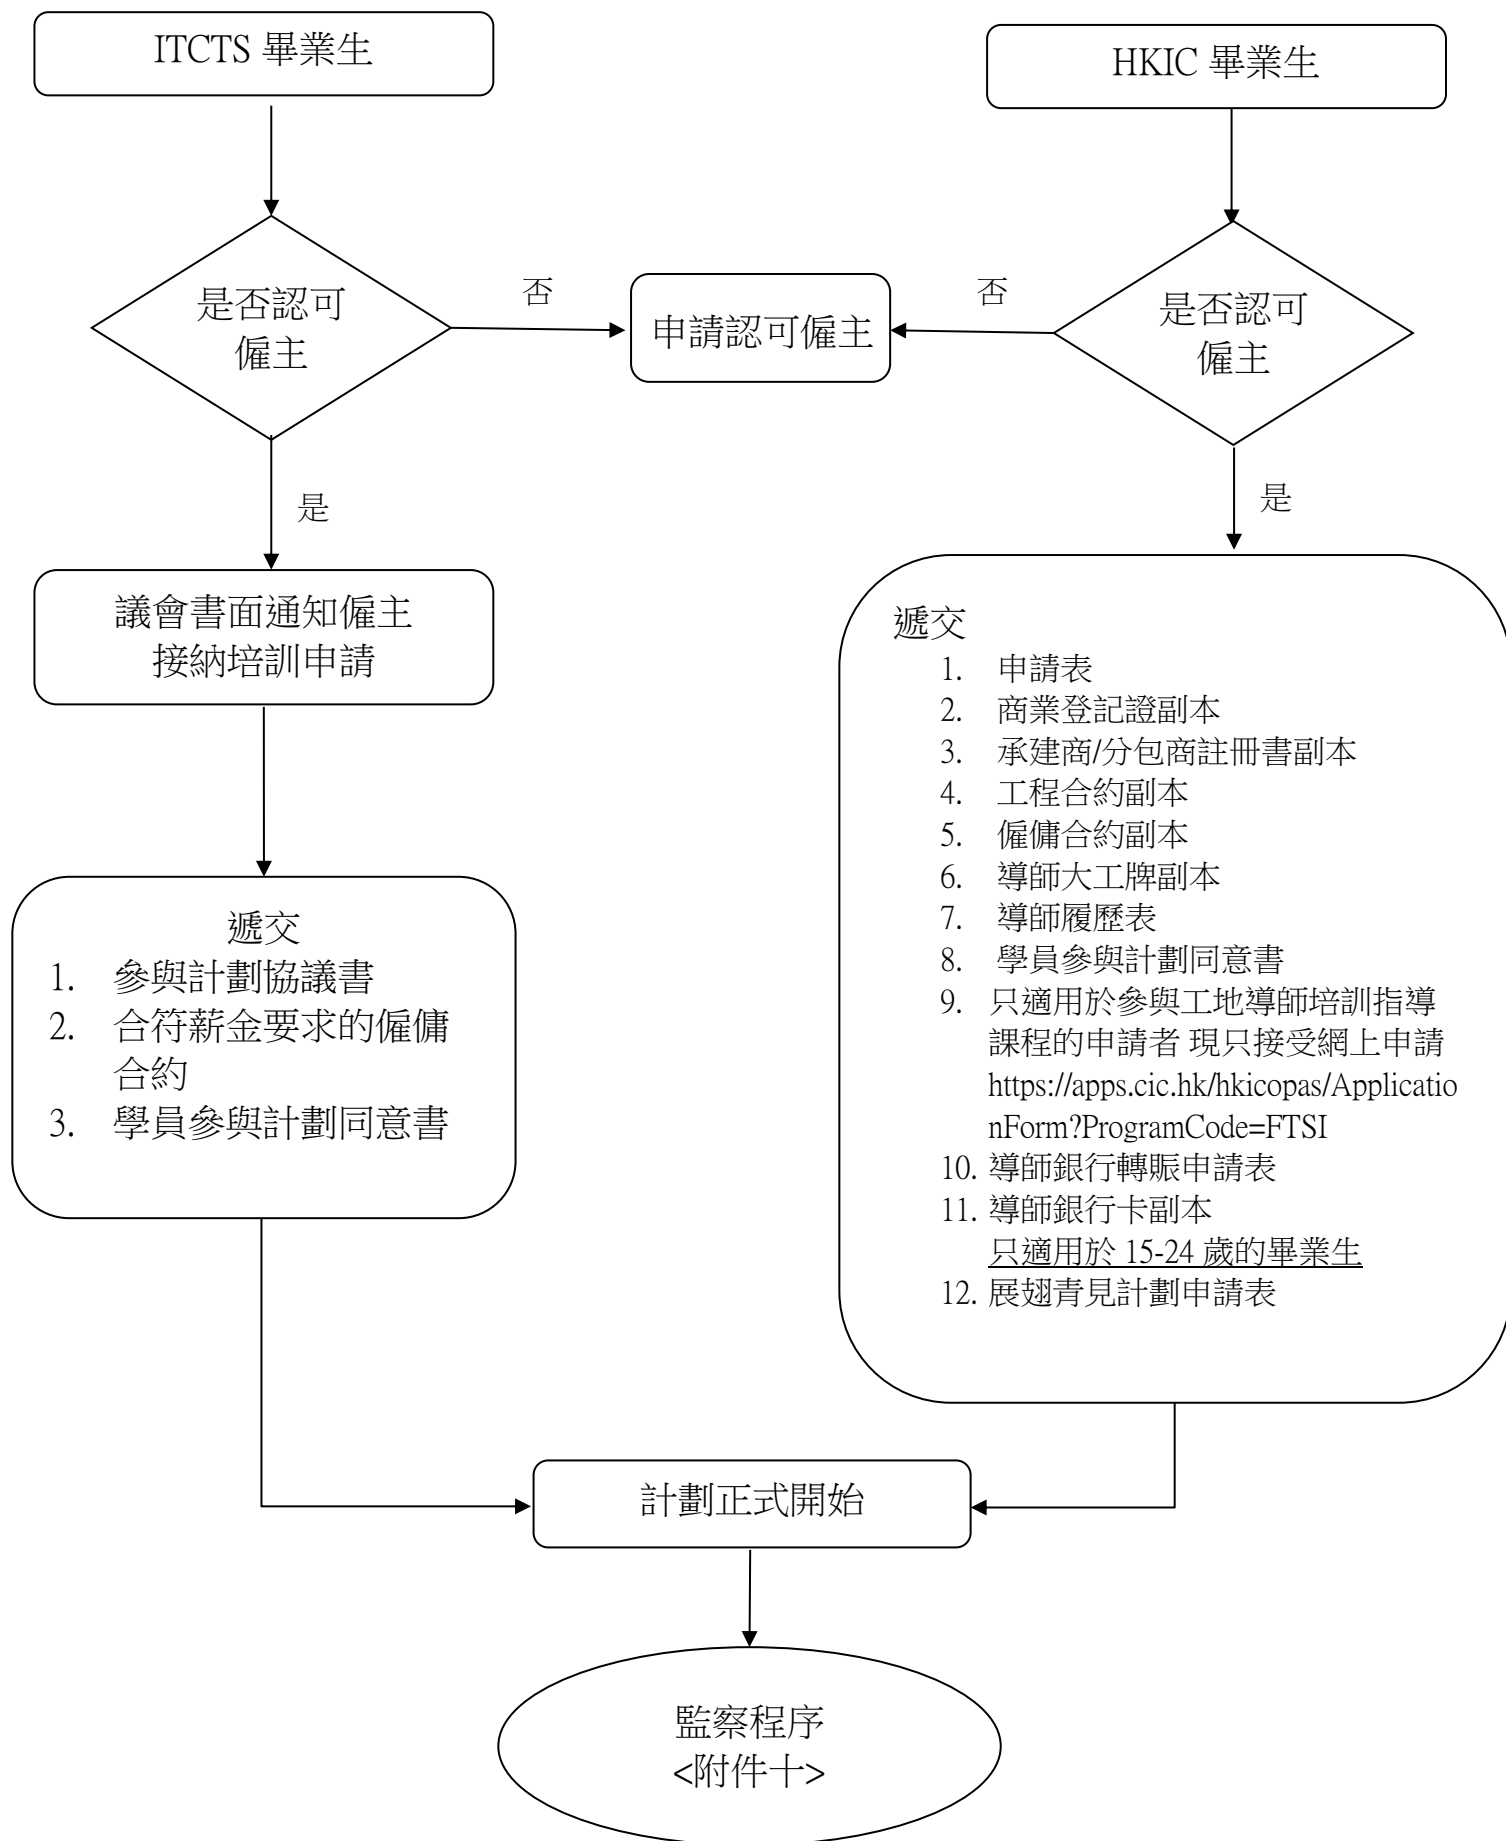 ITCTS 畢業生
HKIC 畢業生
是否認可
僱主
否
申請認可僱主
否
是否認可
僱主
是
是
議會書面通知僱主
接納培訓申請
遞交
1. 參與計劃協議書
2. 合符薪金要求的僱傭
合約
3. 學員參與計劃同意書
遞交
1. 申請表
2. 商業登記證副本
3. 承建商/分包商註冊書副本
4. 工程合約副本
5. 僱傭合約副本
6. 導師大工牌副本
7. 導師履歷表
8. 學員參與計劃同意書
9. 只適用於參與工地導師培訓指導
課程的申請者 現只接受網上申請
https://apps.cic.hk/hkicopas/Applicatio
nForm?ProgramCode=FTSI
10. 導師銀行轉賬申請表
11. 導師銀行卡副本
只適用於 15-24 歲的畢業生
12. 展翅青見計劃申請表
計劃正式開始
監察程序
<附件十>